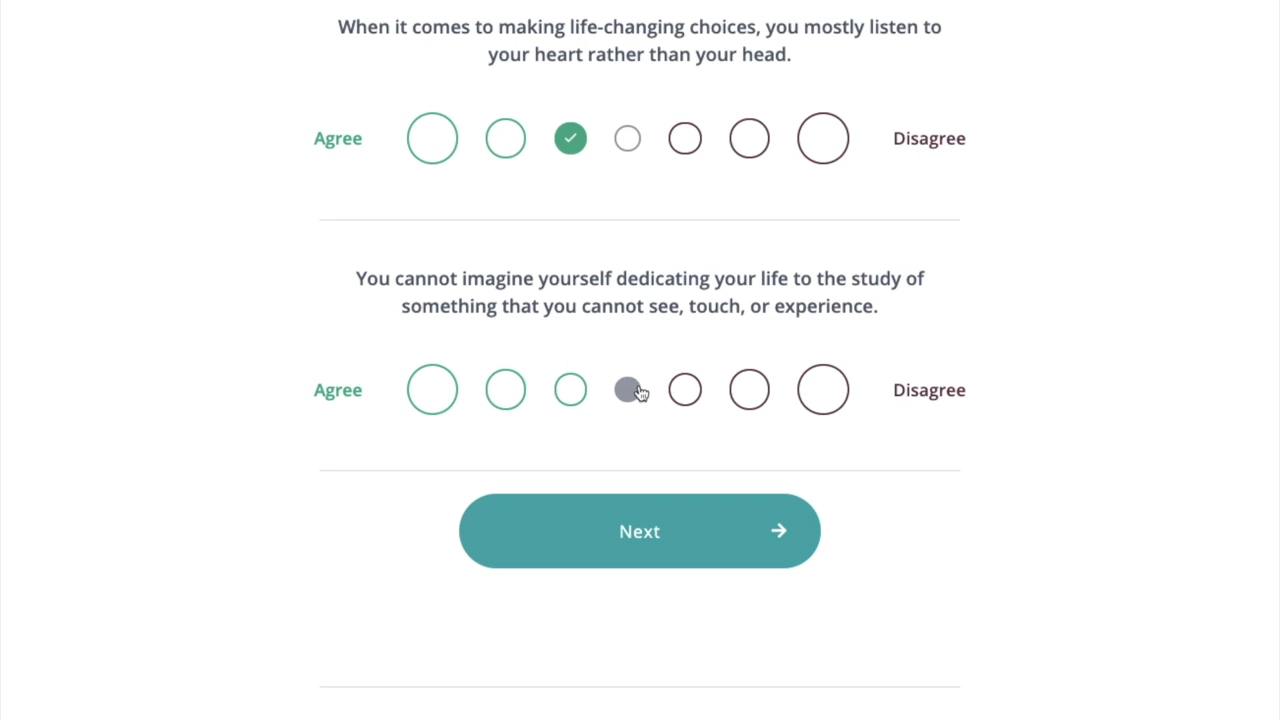 When it comes to making life-changing choices, you mostly listen to
your heart rather than your head.
Agree
Disagree
You cannot imagine yourself dedicating your life to the study of
something that you cannot see, touch, or experience.
Agree
Disagree
Next